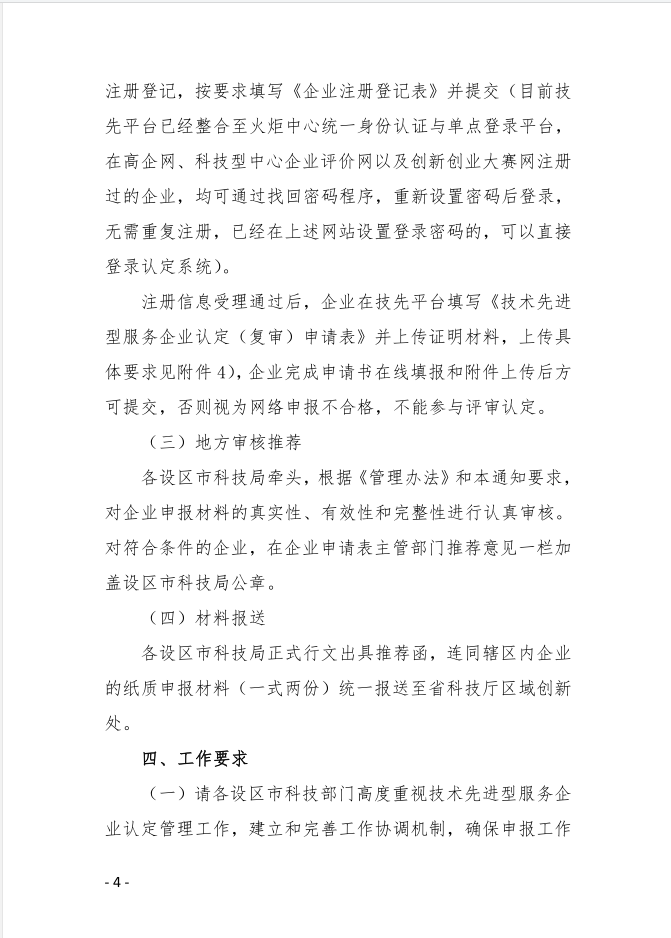 注册登记，按要求填写《企业注册登记表》并提交（目前技
先平台已经整合至火炬中心统一身份认证与单点登录平台，
在高企网、科技型中心企业评价网以及创新创业大赛网注册
过的企业，均可通过找回密码程序，重新设置密码后登录，
无需重复注册，已经在上述网站设置登录密码的，可以直接
登录认定系统）。
注册信息受理通过后，企业在技先平台填写《技术先进
型服务企业认定（复审）申请表》并上传证明材料，上传具
体要求见附件 4），企业完成申请书在线填报和附件上传后方
可提交，否则视为网络申报不合格，不能参与评审认定。
（三）地方审核推荐
各设区市科技局牵头，根据《管理办法》和本通知要求，
对企业申报材料的真实性、有效性和完整性进行认真审核。
对符合条件的企业，在企业申请表主管部门推荐意见一栏加
盖设区市科技局公章。
（四）材料报送
各设区市科技局正式行文出具推荐函，连同辖区内企业
的纸质申报材料（一式两份）统一报送至省科技厅区域创新
处。
四、工作要求
（一）请各设区市科技部门高度重视技术先进型服务企
业认定管理工作，建立和完善工作协调机制，确保申报工作
- 4 -